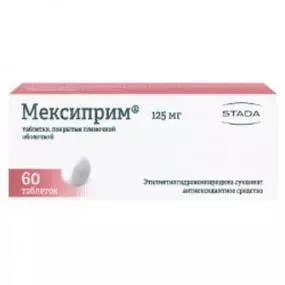 Мексиприм® 125 мг
STADA
таблетки, покрытые пленочной
оболочкой
60
таблеток
Этилметилгидроксипиридина сукцинат
антиоксидантное средство